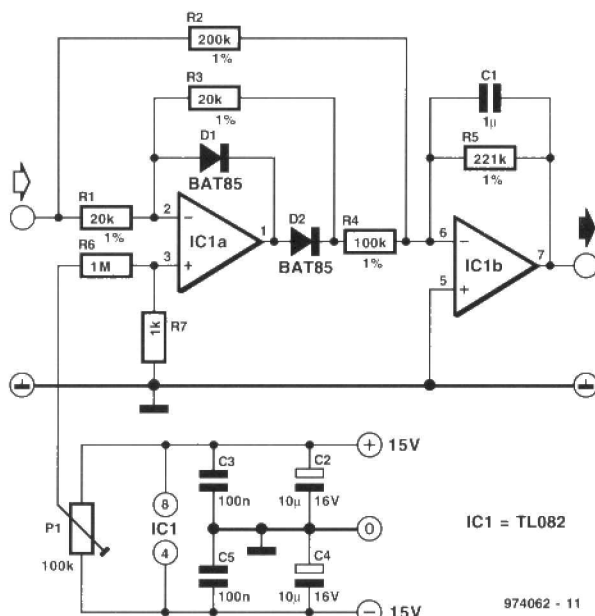 R2
200k
1%
R3
20k
1%
D1
BAT85
R1
20k
1%
2
−
IC1a
1
3
+
R6
1M
R7
1k
D2
BAT85
R4
100k
1%
C1
1µ
R5
221k
1%
6
−
IC1b
7
5
+
P1
100k
8
IC1
4
C3
100n
C2
10µ 16V
+ 15V
0
C5
100n
C4
10µ 16V
− 15V
IC1 = TL082
974062 - 11